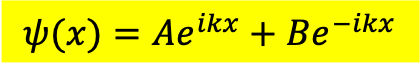 ψ(x) = Ae^{ikx} + Be^{-ikx}